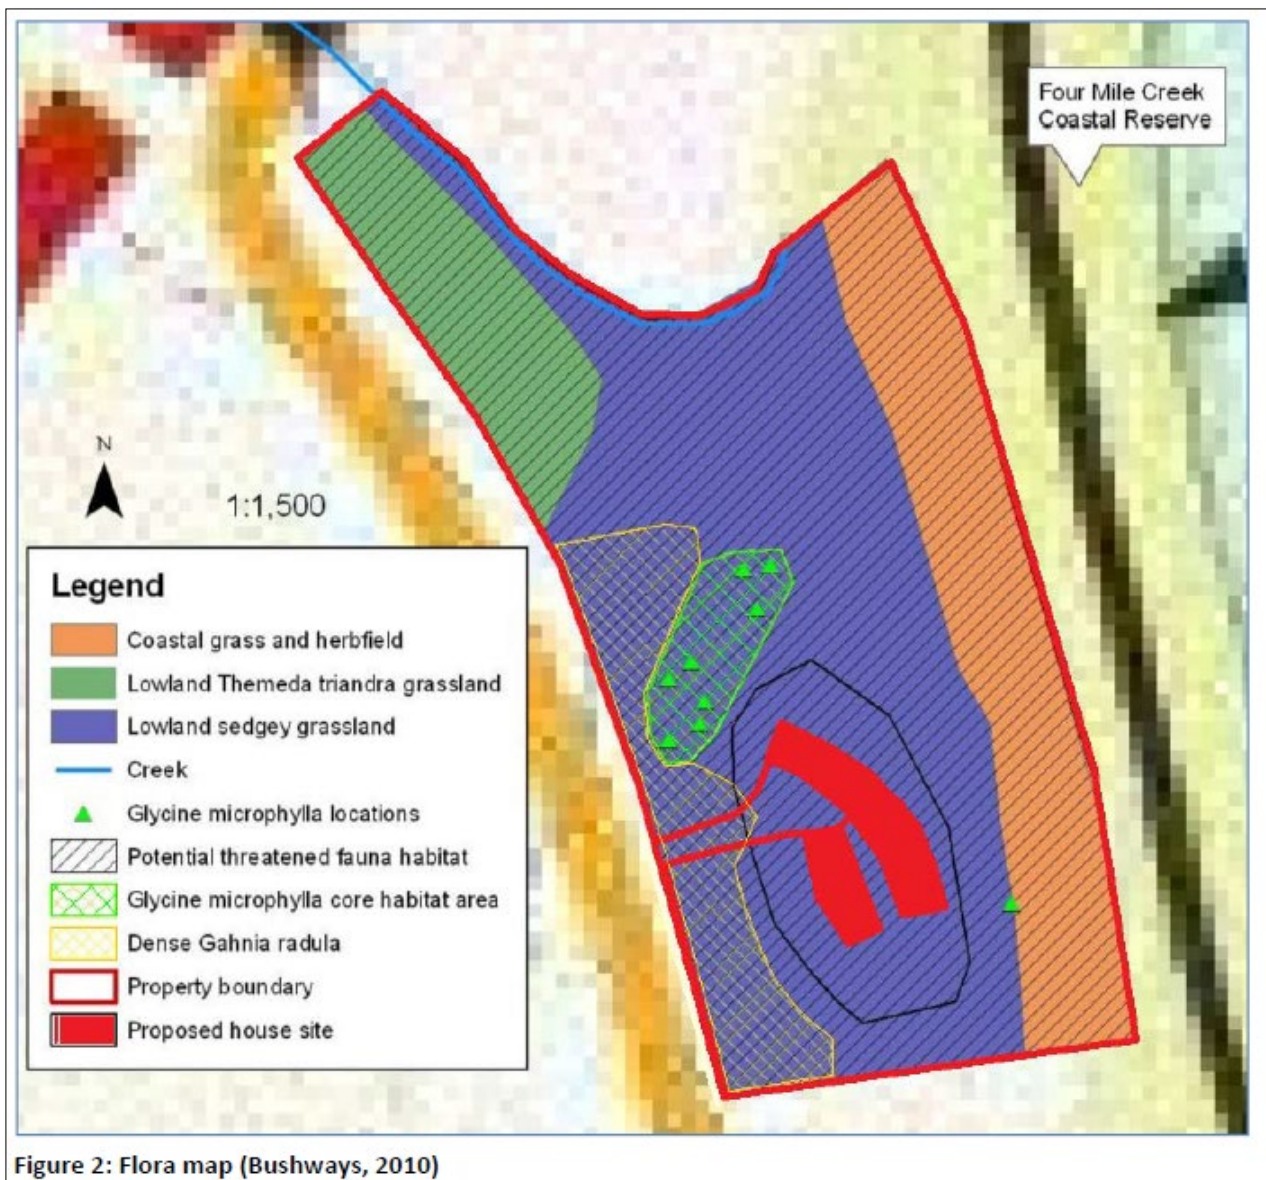 Four Mile Creek
Coastal Reserve
N
1:1,500
Legend
Coastal grass and herbfield
Lowland Themeda triandra grassland
Lowland sedgey grassland
Creek
Glycine microphylla locations
Potential threatened fauna habitat
Glycine microphylla core habitat area
Dense Gahnia radula
Property boundary
Proposed house site
Figure 2: Flora map (Bushways, 2010)